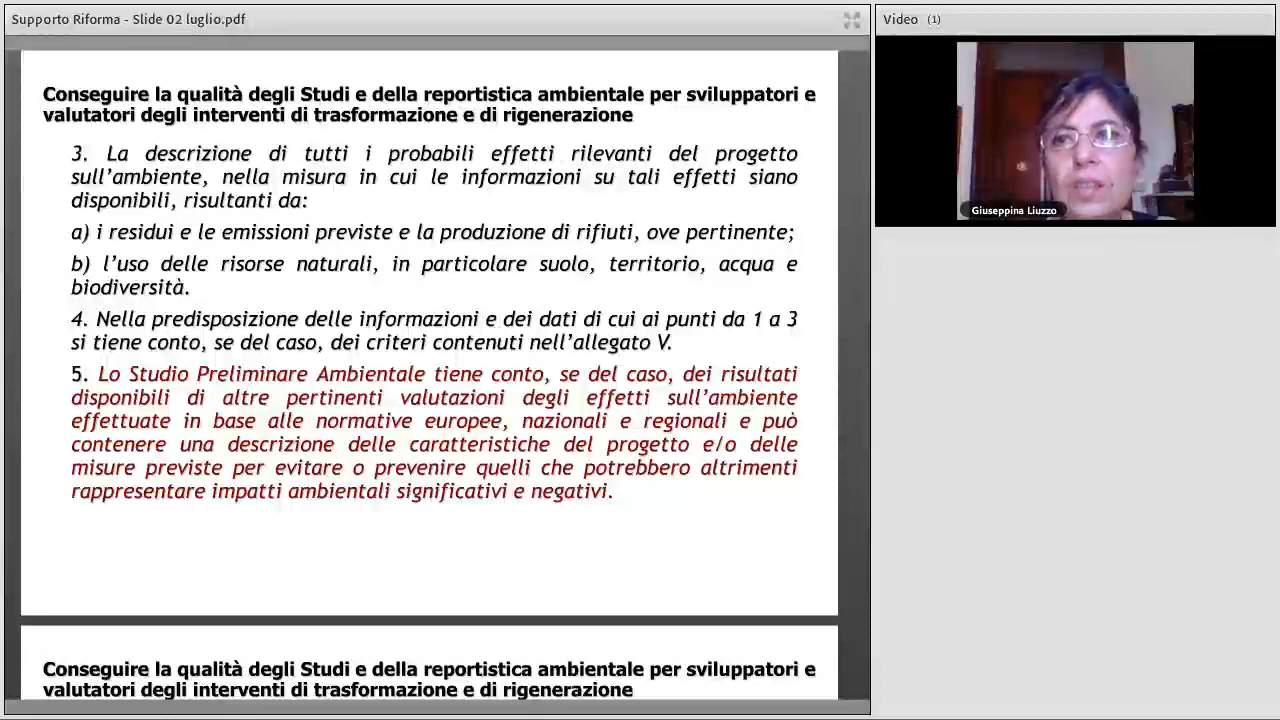 Supporto Riforma - Slide 02 luglio.pdf
Conseguire la qualità degli Studi e della reportistica ambientale per sviluppatori e
valutatori degli interventi di trasformazione e di rigenerazione
3. La descrizione di tutti i probabili effetti rilevanti del progetto
sull’ambiente, nella misura in cui le informazioni su tali effetti siano
disponibili, risultanti da:
a) i residui e le emissioni previste e la produzione di rifiuti, ove pertinente;
b) l’uso delle risorse naturali, in particolare suolo, territorio, acqua e
biodiversità.
4. Nella predisposizione delle informazioni e dei dati di cui ai punti da 1 a 3
si tiene conto, se del caso, dei criteri contenuti nell’allegato V.
5. Lo Studio Preliminare Ambientale tiene conto, se del caso, dei risultati
disponibili di altre pertinenti valutazioni degli effetti sull’ambiente
effettuate in base alle normative europee, nazionali e regionali e può
contenere una descrizione delle caratteristiche del progetto e/o delle
misure previste per evitare o prevenire quelli che potrebbero altrimenti
rappresentare impatti ambientali significativi e negativi.
Conseguire la qualità degli Studi e della reportistica ambientale per sviluppatori e
valutatori degli interventi di trasformazione e di rigenerazione
Video (1)
Giuseppina Liuzzo